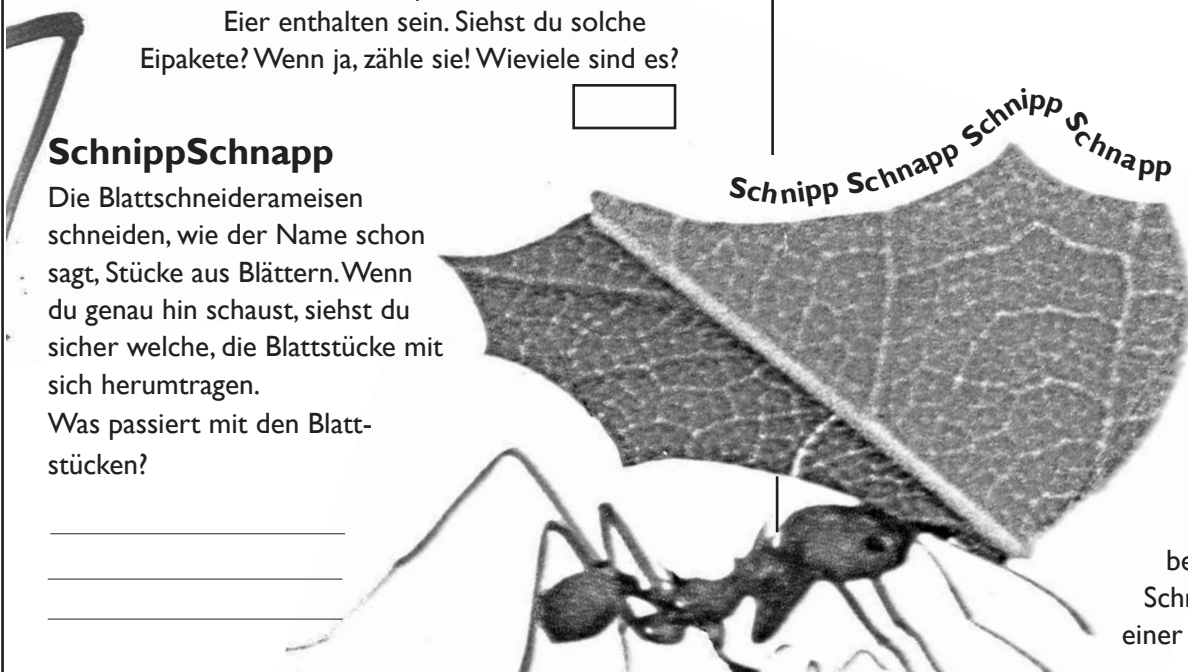 Eier enthalten sein. Siehst du solche
Eipakete? Wenn ja, zähle sie! Wieviele sind es?
SchnippSchnapp
Die Blattschneiderameisen
schneiden, wie der Name schon
sagt, Stücke aus Blättern. Wenn
du genau hin schaust, siehst du
sicher welche, die Blattstücke mit
sich herumtragen.
Was passiert mit den Blatt-
stücken?
Schnipp Schnapp Schnipp Schnapp
einer